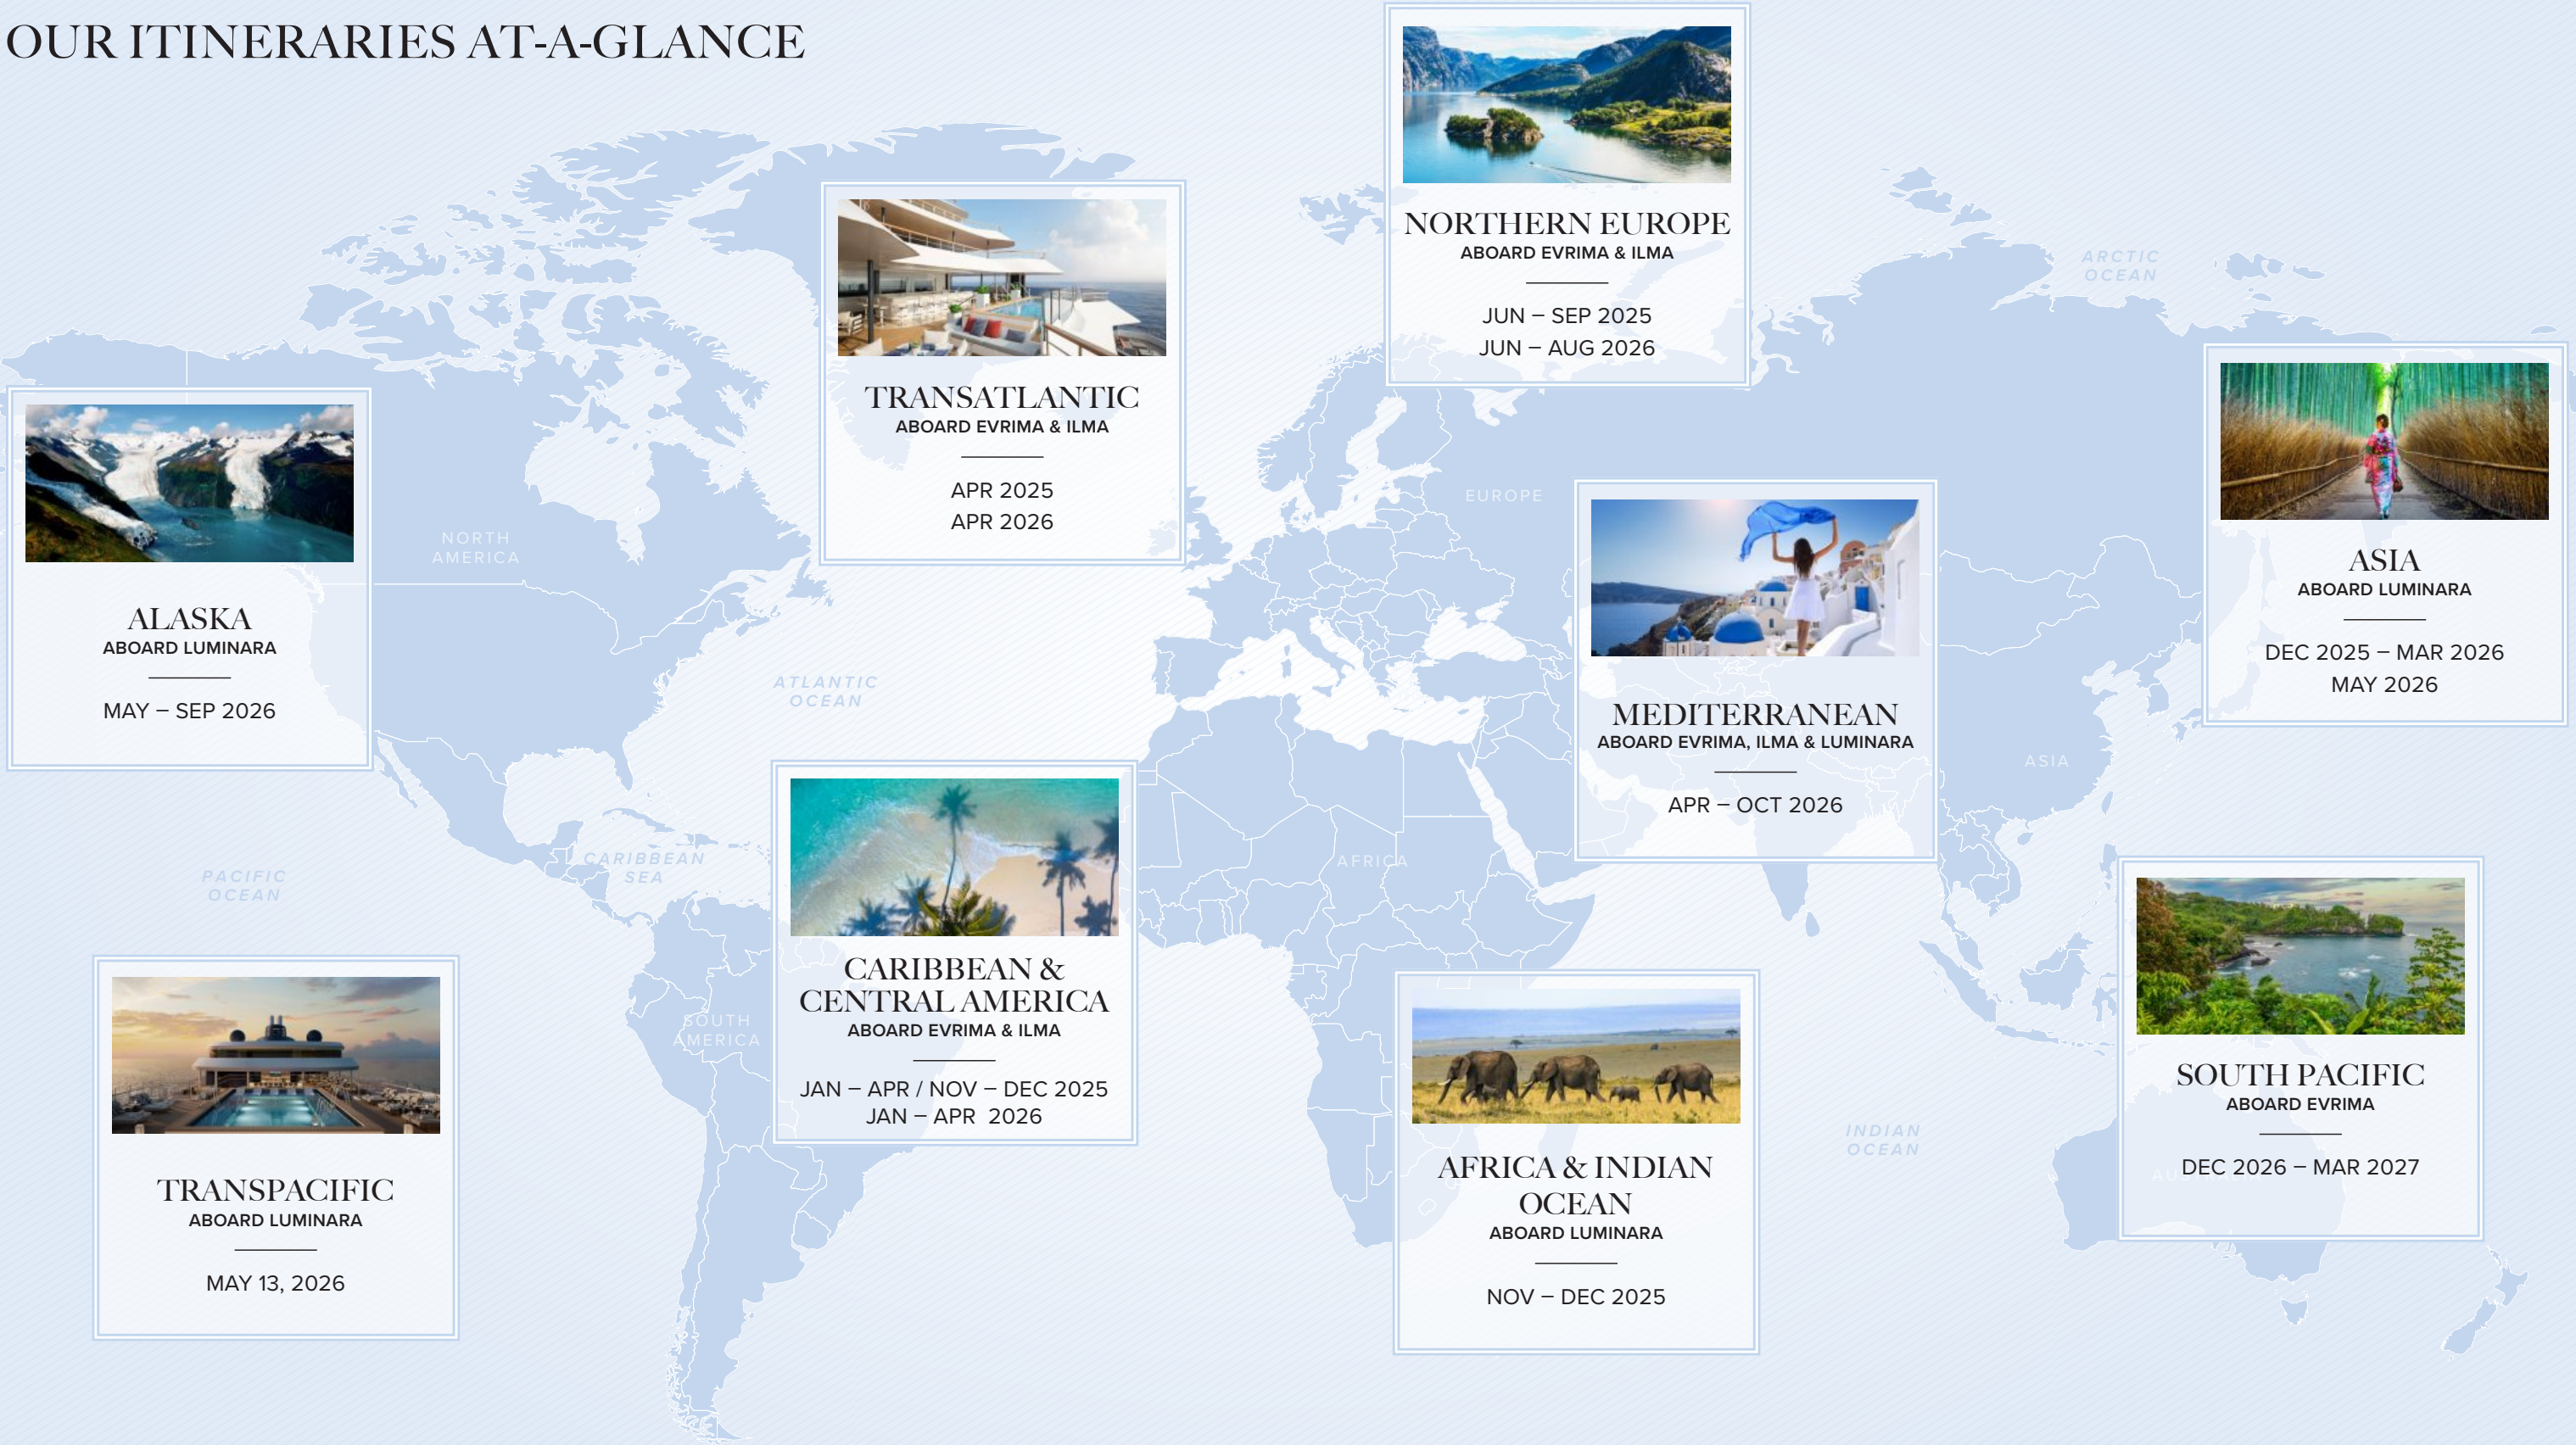 OUR ITINERARIES AT-A-GLANCE
NORTHERN EUROPE
ABOARD EVRIMA & ILMA
JUN – SEP 2025
JUN – AUG 2026
TRANSATLANTIC
ABOARD EVRIMA & ILMA
APR 2025
APR 2026
ARCTIC
OCEAN
ALASKA
ABOARD LUMINARA
MAY – SEP 2026
NORTH
AMERICA
EUROPE
ASIA
ABOARD LUMINARA
DEC 2025 – MAR 2026
MAY 2026
MEDITERRANEAN
ABOARD EVRIMA, ILMA & LUMINARA
APR – OCT 2026
ATLANTIC
OCEAN
ASIA
CARIBBEAN
SEA
PACIFIC
OCEAN
AFRICA
CARIBBEAN &
CENTRAL AMERICA
ABOARD EVRIMA & ILMA
JAN – APR / NOV – DEC 2025
JAN – APR 2026
SOUTH
AMERICA
TRANSPACIFIC
ABOARD LUMINARA
MAY 13, 2026
AFRICA & INDIAN
OCEAN
ABOARD LUMINARA
NOV – DEC 2025
INDIAN
OCEAN
SOUTH PACIFIC
ABOARD EVRIMA
DEC 2026 – MAR 2027